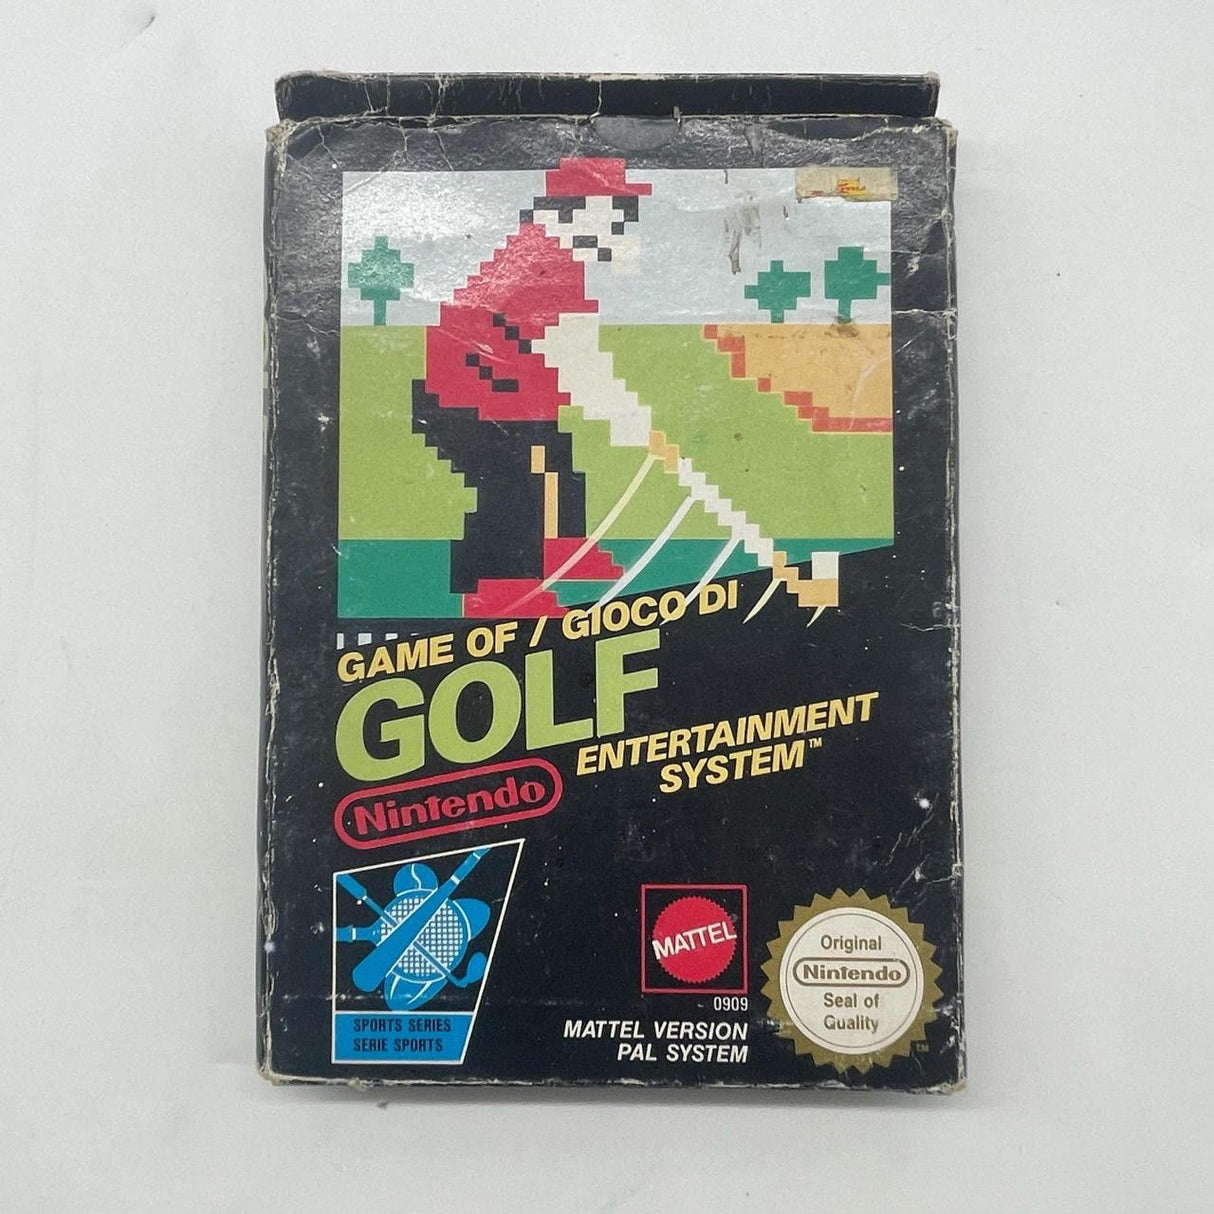 GAME OF / GIOCO DI
GOLF
ENTERTAINMENT
SYSTEM™
Nintendo
SPORTS SERIES
SERIE SPORTS
MATTEL
0909
MATTEL VERSION
PAL SYSTEM
Original
Nintendo
Seal of
Quality
TM